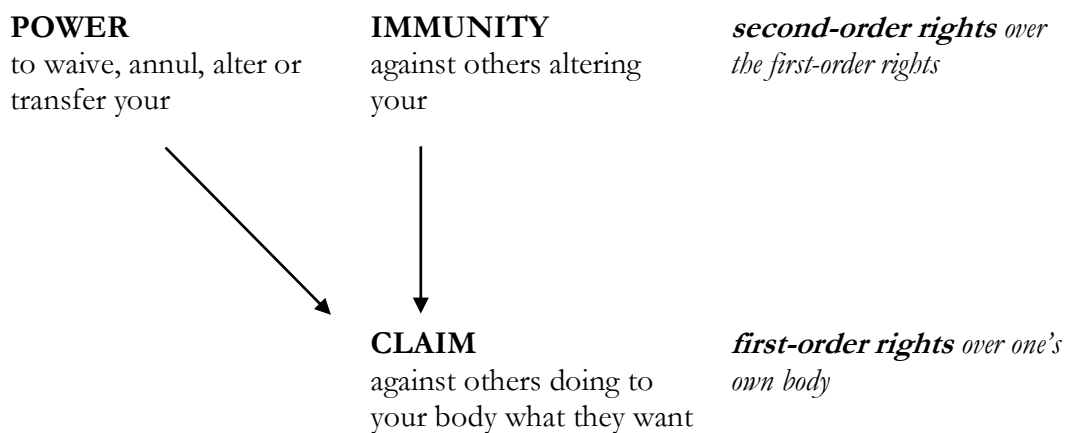 POWER
to waive, annul, alter or
transfer your
IMMUNITY
against others altering
your
second-order rights over
the first-order rights
CLAIM
against others doing to
your body what they want
first-order rights over one's
own body